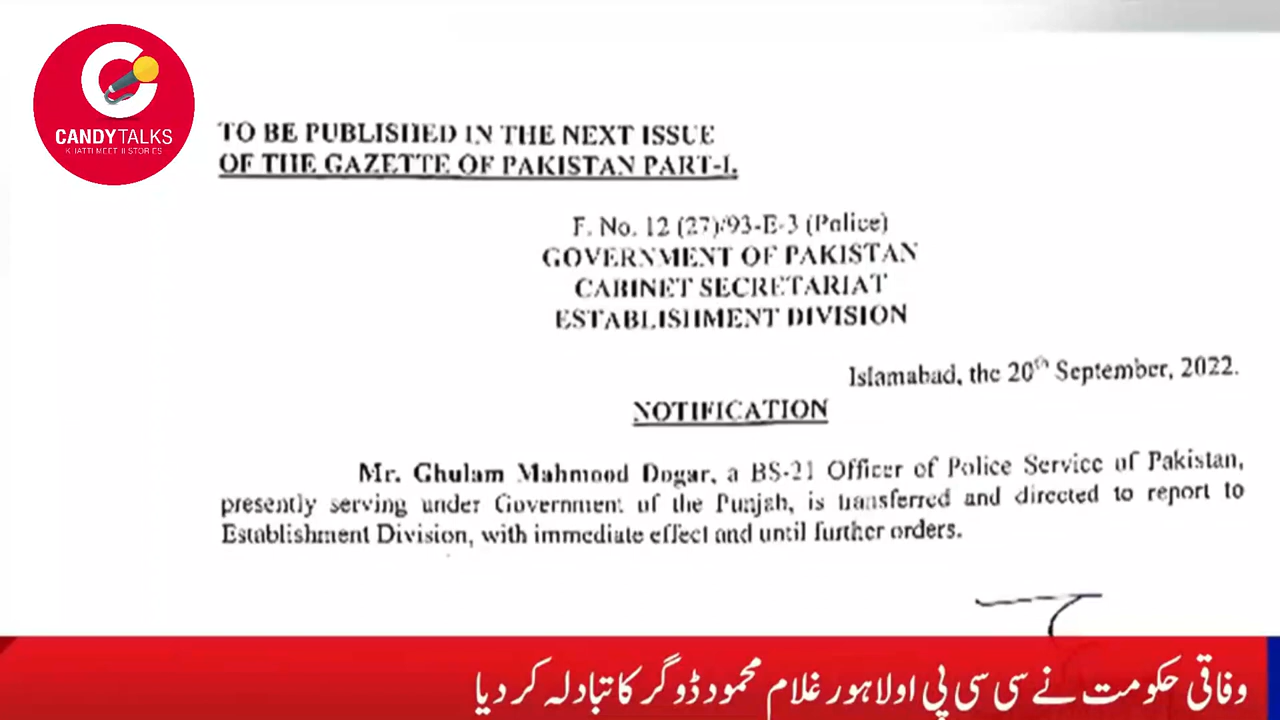 CANDYTALKS
KHATTI MEETHI STORIES
TO BE PUBLISHED IN THE NEXT ISSUE
OF THE GAZETTE OF PAKISTAN PART-I.
F. No. 12 (27)/93-E-3 (Police)
GOVERNMENT OF PAKISTAN
CABINET SECRETARIAT
ESTABLISHMENT DIVISION
Islamabad, the 20th September, 2022.
NOTIFICATION
Mr. Ghulam Mahmood Dogar, a BS-21 Officer of Police Service of Pakistan,
presently serving under Government of the Punjab, is transferred and directed to report to
Establishment Division, with immediate effect and until further orders.
وفاقی حکومت نے سی سی پی او لاہور غلام محمود ڈوگر کا تبادلہ کر دیا